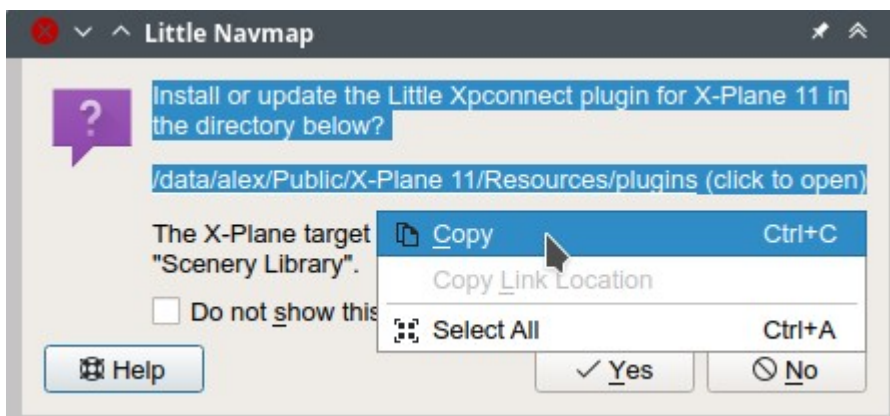 Little Navmap
Install or update the Little Xpconnect plugin for X-Plane 11 in
the directory below?
/data/alex/Public/X-Plane 11/Resources/plugins (click to open)
The X-Plane target
"Scenery Library".
Do not show this
Copy Ctrl+C
Copy Link Location
Select All Ctrl+A
Help
Yes
No